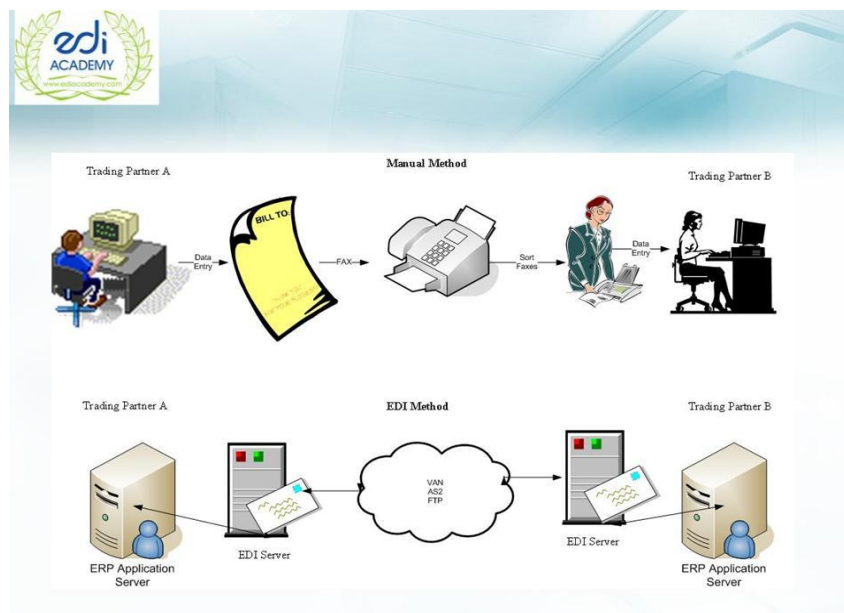 edi
ACADEMY
www.ediacademy.com
Manual Method
Trading Partner A
Trading Partner B
BILL TO:
Data
Entry
FAX
Sort
Faxes
Data
Entry
Trading Partner A
EDI Method
Trading Partner B
VAN
AS2
FTP
EDI Server
EDI Server
ERP Application
Server
ERP Application
Server